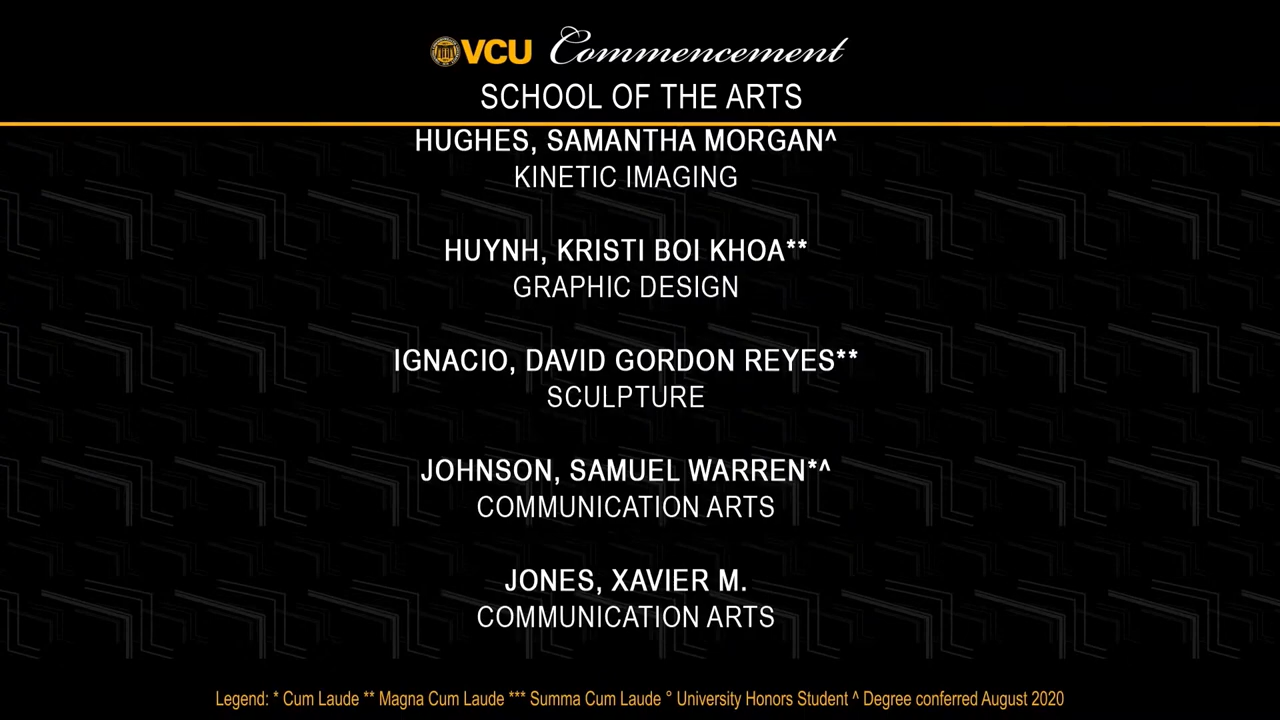 VCU Commencement
SCHOOL OF THE ARTS
HUGHES, SAMANTHA MORGAN^
KINETIC IMAGING
HUYNH, KRISTI BOI KHOA**
GRAPHIC DESIGN
IGNACIO, DAVID GORDON REYES**
SCULPTURE
JOHNSON, SAMUEL WARREN*^
COMMUNICATION ARTS
JONES, XAVIER M.
COMMUNICATION ARTS
Legend: * Cum Laude ** Magna Cum Laude *** Summa Cum Laude ° University Honors Student ^ Degree conferred August 2020